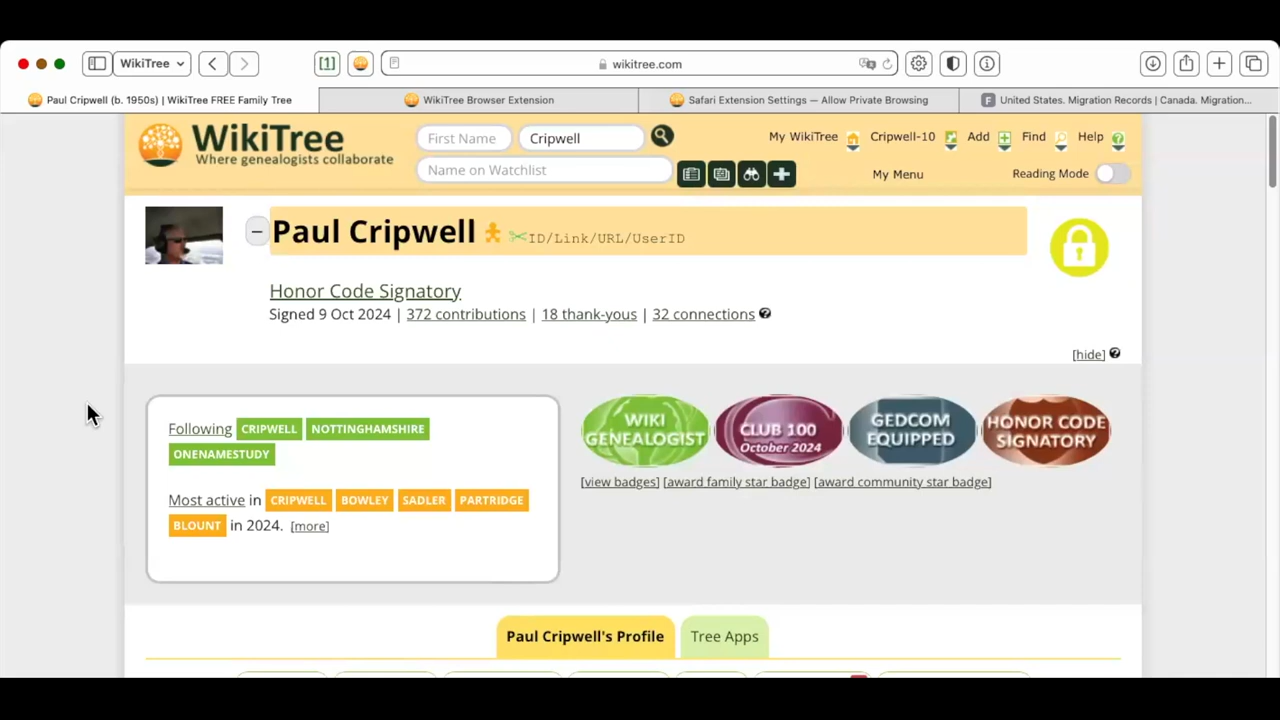 WikiTree
[1]
wikitree.com
Paul Cripwell (b. 1950s) | WikiTree FREE Family Tree
WikiTree Browser Extension
Safari Extension Settings — Allow Private Browsing
F United States. Migration Records | Canada. Migration...
WikiTree
Where genealogists collaborate
First Name
Cripwell
My WikiTree
Cripwell-10
Add
Find
Help
Name on Watchlist
My Menu
Reading Mode
Paul Cripwell
ID/Link/URL/UserID
Honor Code Signatory
Signed 9 Oct 2024 | 372 contributions | 18 thank-yous | 32 connections
[hide]
Following CRIPWELL NOTTINGHAMSHIRE
ONENAMESTUDY
Most active in CRIPWELL BOWLEY SADLER PARTRIDGE
BLOUNT in 2024. [more]
WIKI
GENEALOGIST
CLUB 100
October 2024
GEDCOM
EQUIPPED
HONOR CODE
SIGNATORY
[view badges] [award family star badge] [award community star badge]
Paul Cripwell's Profile
Tree Apps